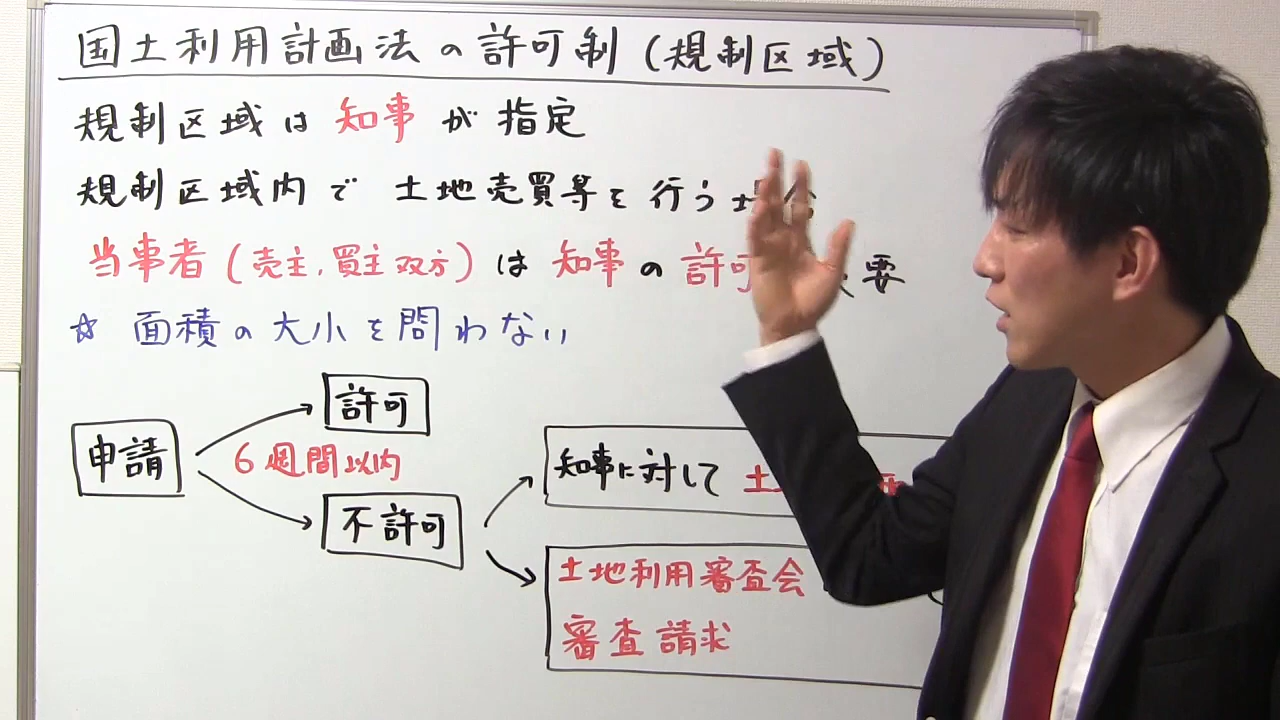 国土利用計画法の許可制(規制区域)
規制区域は知事が指定
規制区域内で土地売買等を行う場合
当事者(売主,買主双方)は知事の許可 要
☆ 面積の大小を問わない
申請
許可
6週間以内
不許可
知事に対して 土
土地利用審査会
審査請求